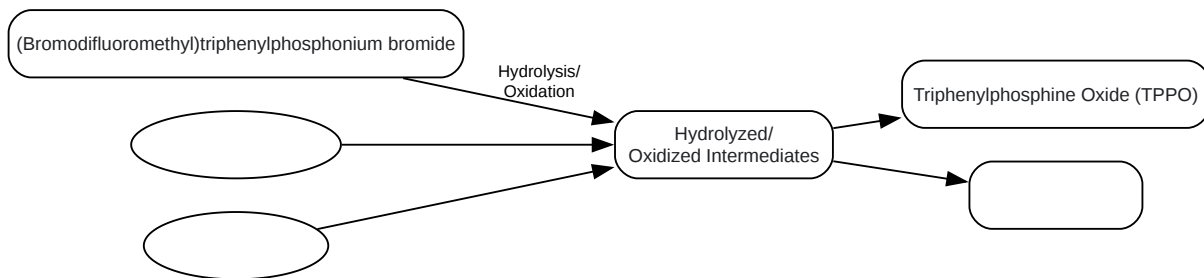 (Bromodifluoromethyl)triphenylphosphonium bromide
Hydrolysis/
Oxidation
Hydrolyzed/
Oxidized Intermediates
Triphenylphosphine Oxide (TPPO)